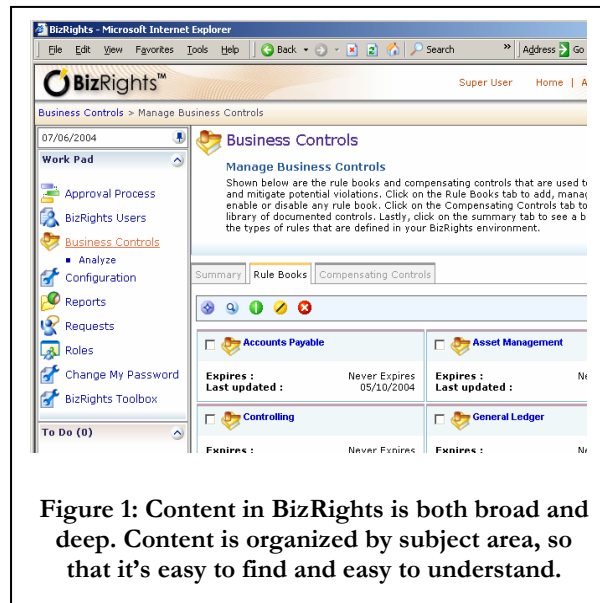 BizRights - Microsoft Internet Explorer
File Edit View Favorites Tools Help Back Search » Address Go
BizRights™
Super User Home | A
Business Controls > Manage Business Controls
07/06/2004
Work Pad
Approval Process
BizRights Users
Business Controls
Analyze
Configuration
Reports
Requests
Roles
Change My Password
BizRights Toolbox
To Do (0)
Business Controls
Manage Business Controls
Shown below are the rule books and compensating controls that are used t
and mitigate potential violations. Click on the Rule Books tab to add, manag
enable or disable any rule book. Click on the Compensating Controls tab to
library of documented controls. Lastly, click on the summary tab to see a b
the types of rules that are defined in your BizRights environment.
Summary Rule Books Compensating Controls
Accounts Payable
Expires : Never Expires
Last updated : 05/10/2004
Asset Management
Expires : Ne
Last updated :
Controlling
Expires : Never Expires
General Ledger
Expires : Ne
Figure 1: Content in BizRights is both broad and
deep. Content is organized by subject area, so
that it's easy to find and easy to understand.